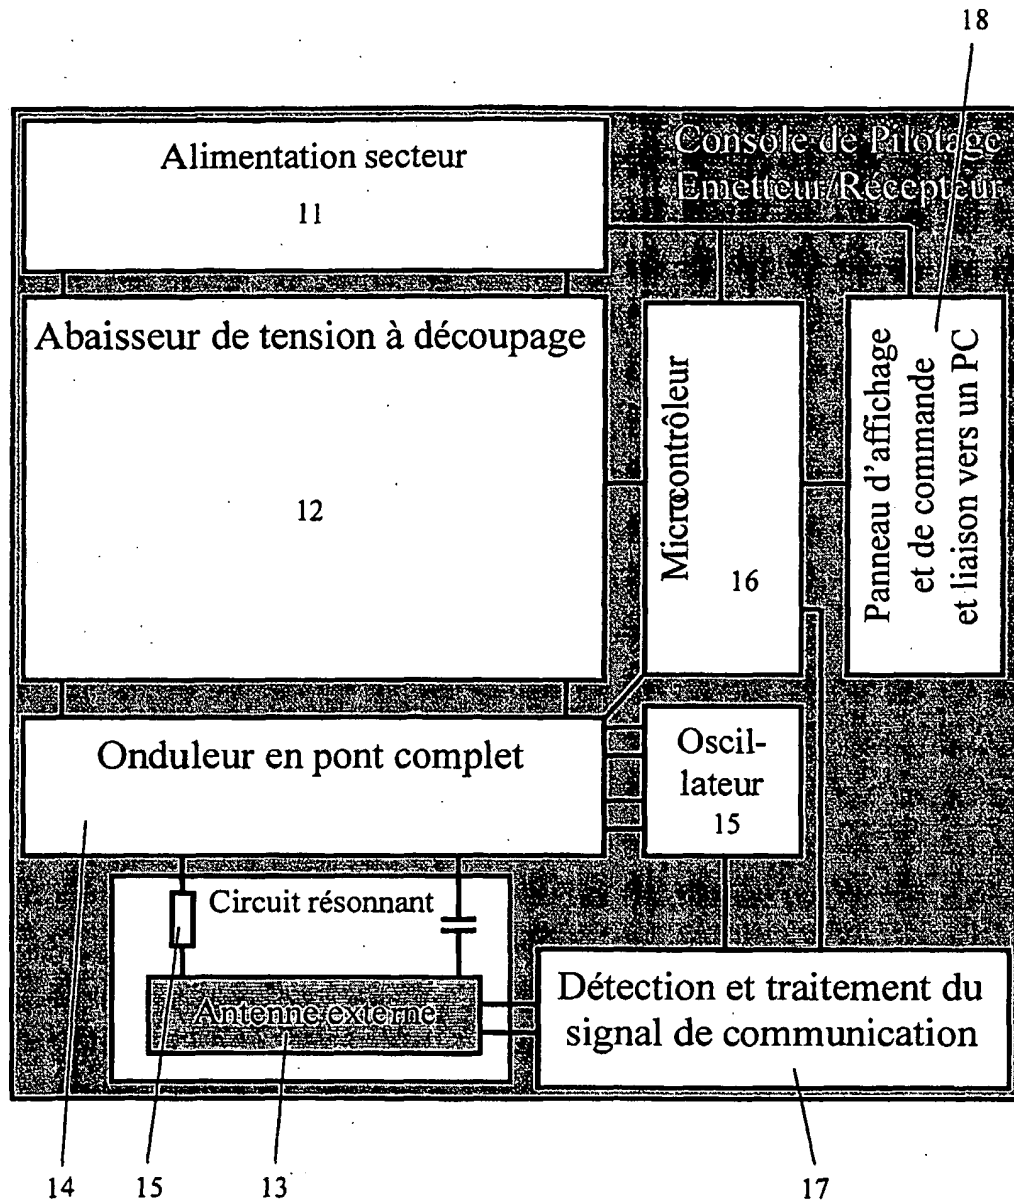 18
Alimentation secteur
11
Console de Pilotage
Emetteur/Récepteur
Abaisseur de tension à découpage
12
Microcontrôleur
16
Panneau d'affichage
et de commande
et liaison vers un PC
Onduleur en pont complet
Oscil-
lateur
15
Circuit résonnant
Antenne externe
Détection et traitement du
signal de communication
14
15
13
17